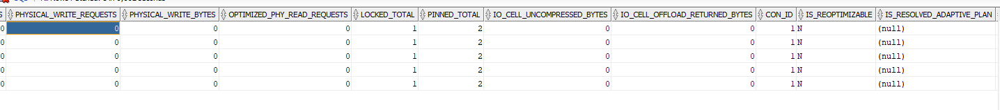 PHYSICAL_WRITE_REQUESTS PHYSICAL_WRITE_BYTES OPTIMIZED_PHY_READ_REQUESTS LOCKED_TOTAL PINNED_TOTAL IO_CELL_UNCOMPRESSED_BYTES IO_CELL_OFFLOAD_RETURNED_BYTES CON_ID IS_REOPTIMIZABLE IS_RESOLVED_ADAPTIVE_PLAN
0 0 0 0 1 2 0 0 1 N (null)
0 0 0 0 1 2 0 0 1 N (null)
0 0 0 0 1 2 0 0 1 N (null)
0 0 0 0 1 2 0 0 1 N (null)
0 0 0 0 1 2 0 0 1 N (null)